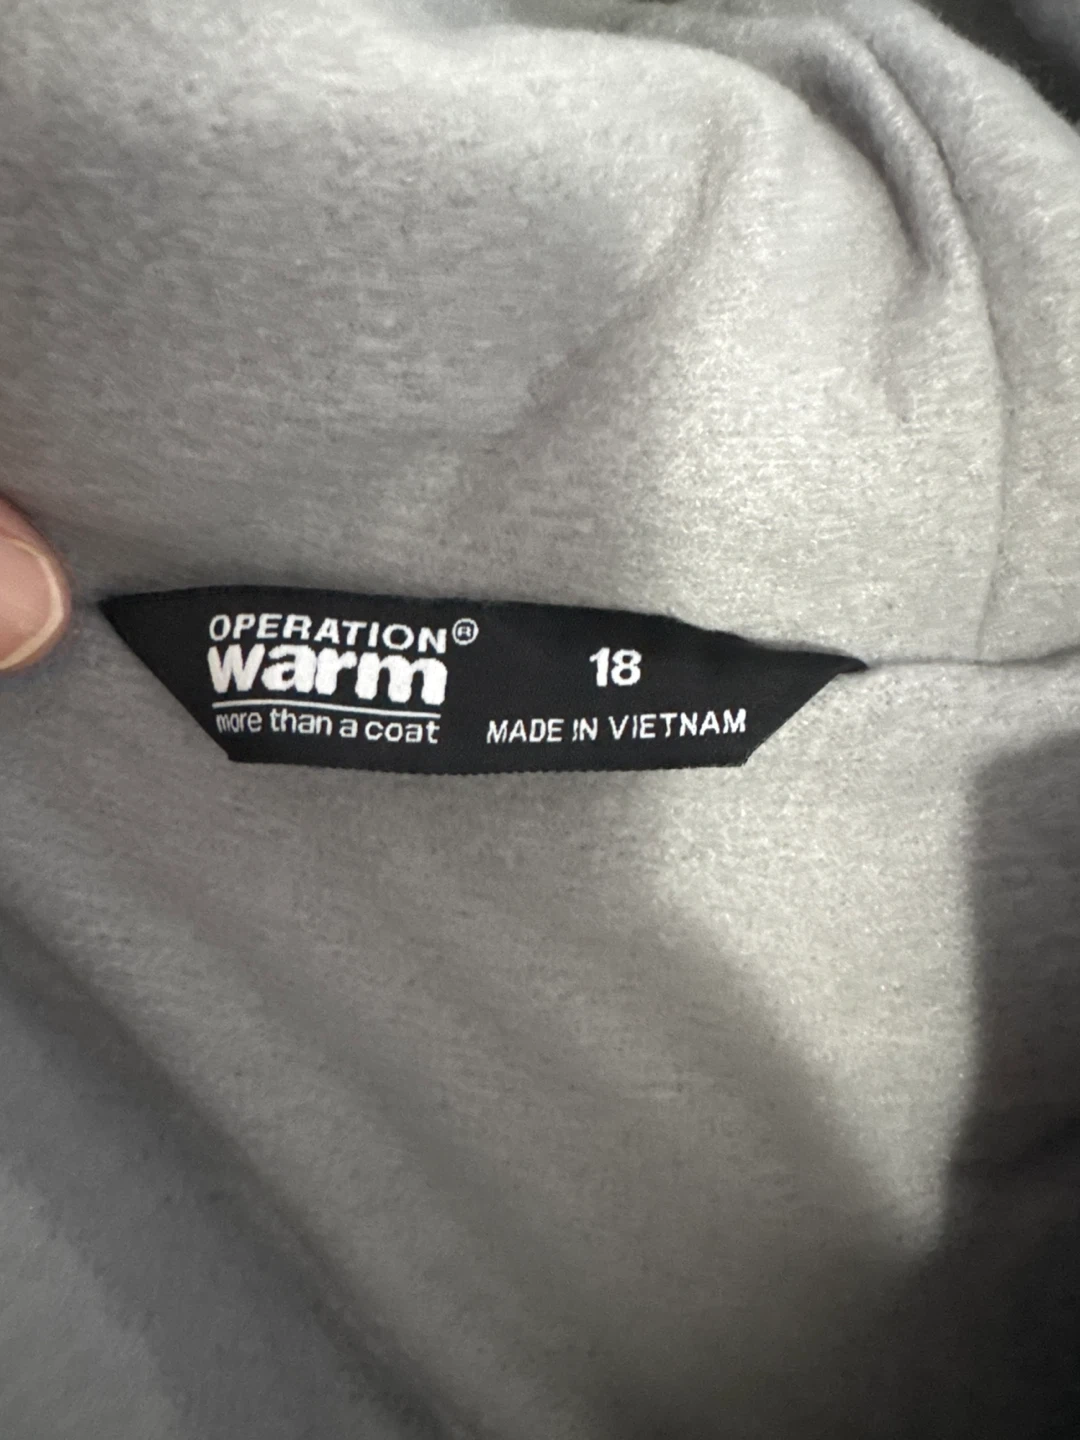 OPERATION®
warm
more than a coat
18
MADE IN VIETNAM